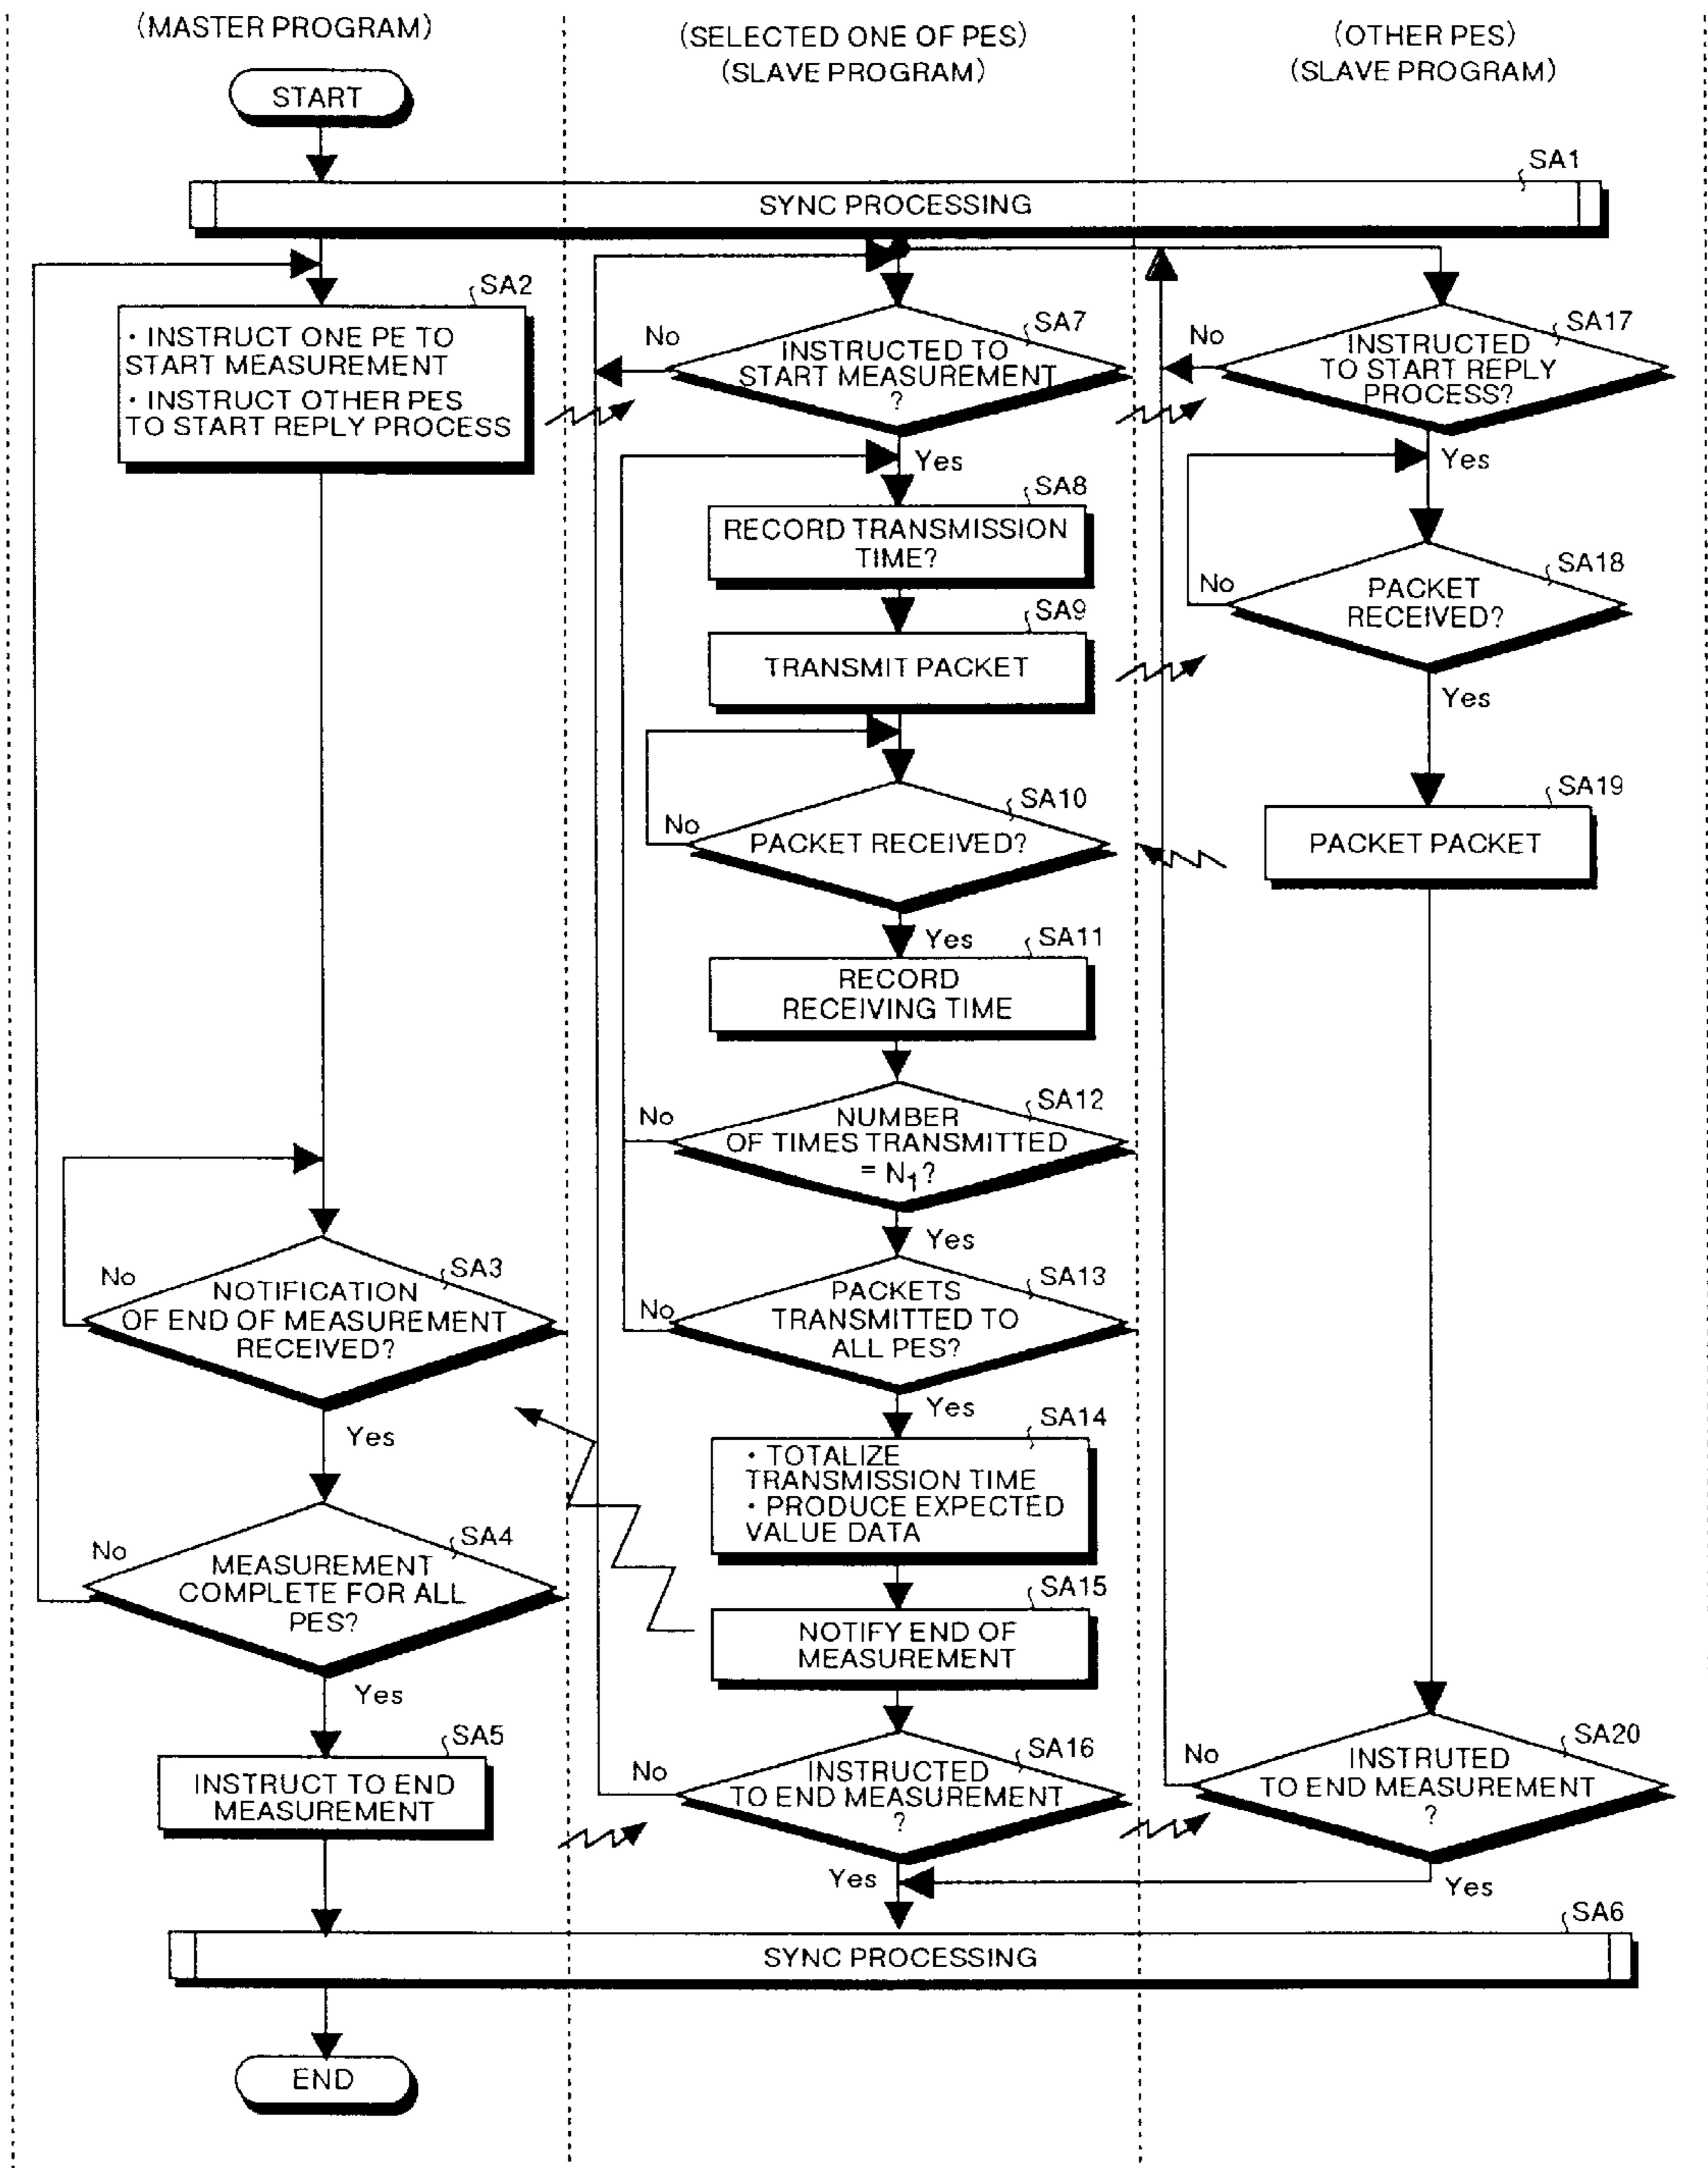 (MASTER PROGRAM)
(SELECTED ONE OF PES)
(SLAVE PROGRAM)
(OTHER PES)
(SLAVE PROGRAM)
START
SA1
SYNC PROCESSING
SA2
· INSTRUCT ONE PE TO
START MEASUREMENT
· INSTRUCT OTHER PES
TO START REPLY PROCESS
SA7
No
INSTRUCTED TO
START MEASUREMENT
?
Yes
SA17
No
INSTRUCTED
TO START REPLY
PROCESS?
Yes
SA8
RECORD TRANSMISSION
TIME?
SA18
No
PACKET
RECEIVED?
Yes
SA9
TRANSMIT PACKET
SA10
No
PACKET RECEIVED?
Yes
SA19
PACKET PACKET
SA11
RECORD
RECEIVING TIME
SA12
No
NUMBER
OF TIMES TRANSMITTED
= N1?
Yes
SA3
No
NOTIFICATION
OF END OF MEASUREMENT
RECEIVED?
Yes
SA13
No
PACKETS
TRANSMITTED TO
ALL PES?
Yes
SA14
· TOTALIZE
TRANSMISSION TIME
· PRODUCE EXPECTED
VALUE DATA
SA4
No
MEASUREMENT
COMPLETE FOR ALL
PES?
Yes
SA15
NOTIFY END OF
MEASUREMENT
SA5
INSTRUCT TO END
MEASUREMENT
SA16
No
INSTRUCTED
TO END MEASUREMENT
?
Yes
SA20
No
INSTRUTED
TO END MEASUREMENT
?
Yes
SA6
SYNC PROCESSING
END